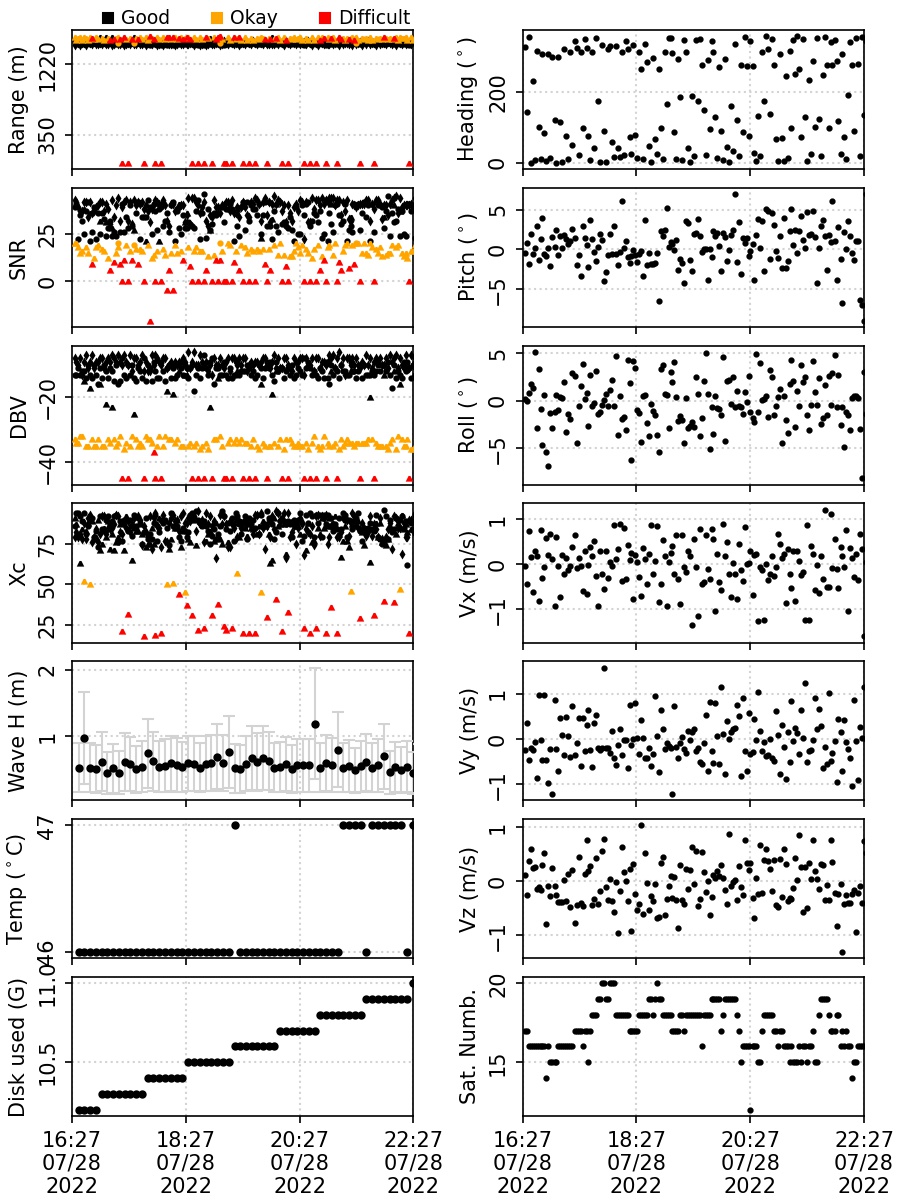 Good Okay Difficult
Range (m)
1220
350
Heading (°)
200
0
SNR
25
0
Pitch (°)
5
0
−5
DBV
−20
−40
Roll (°)
5
0
−5
Xc
75
50
25
Vx (m/s)
1
0
−1
Wave H (m)
2
1
Vy (m/s)
1
0
−1
Temp (°C)
47
46
Vz (m/s)
1
0
−1
Disk used (G)
11.0
10.5
Sat. Numb.
20
15
16:27 18:27 20:27 22:27
07/28 07/28 07/28 07/28
2022 2022 2022 2022
16:27 18:27 20:27 22:27
07/28 07/28 07/28 07/28
2022 2022 2022 2022